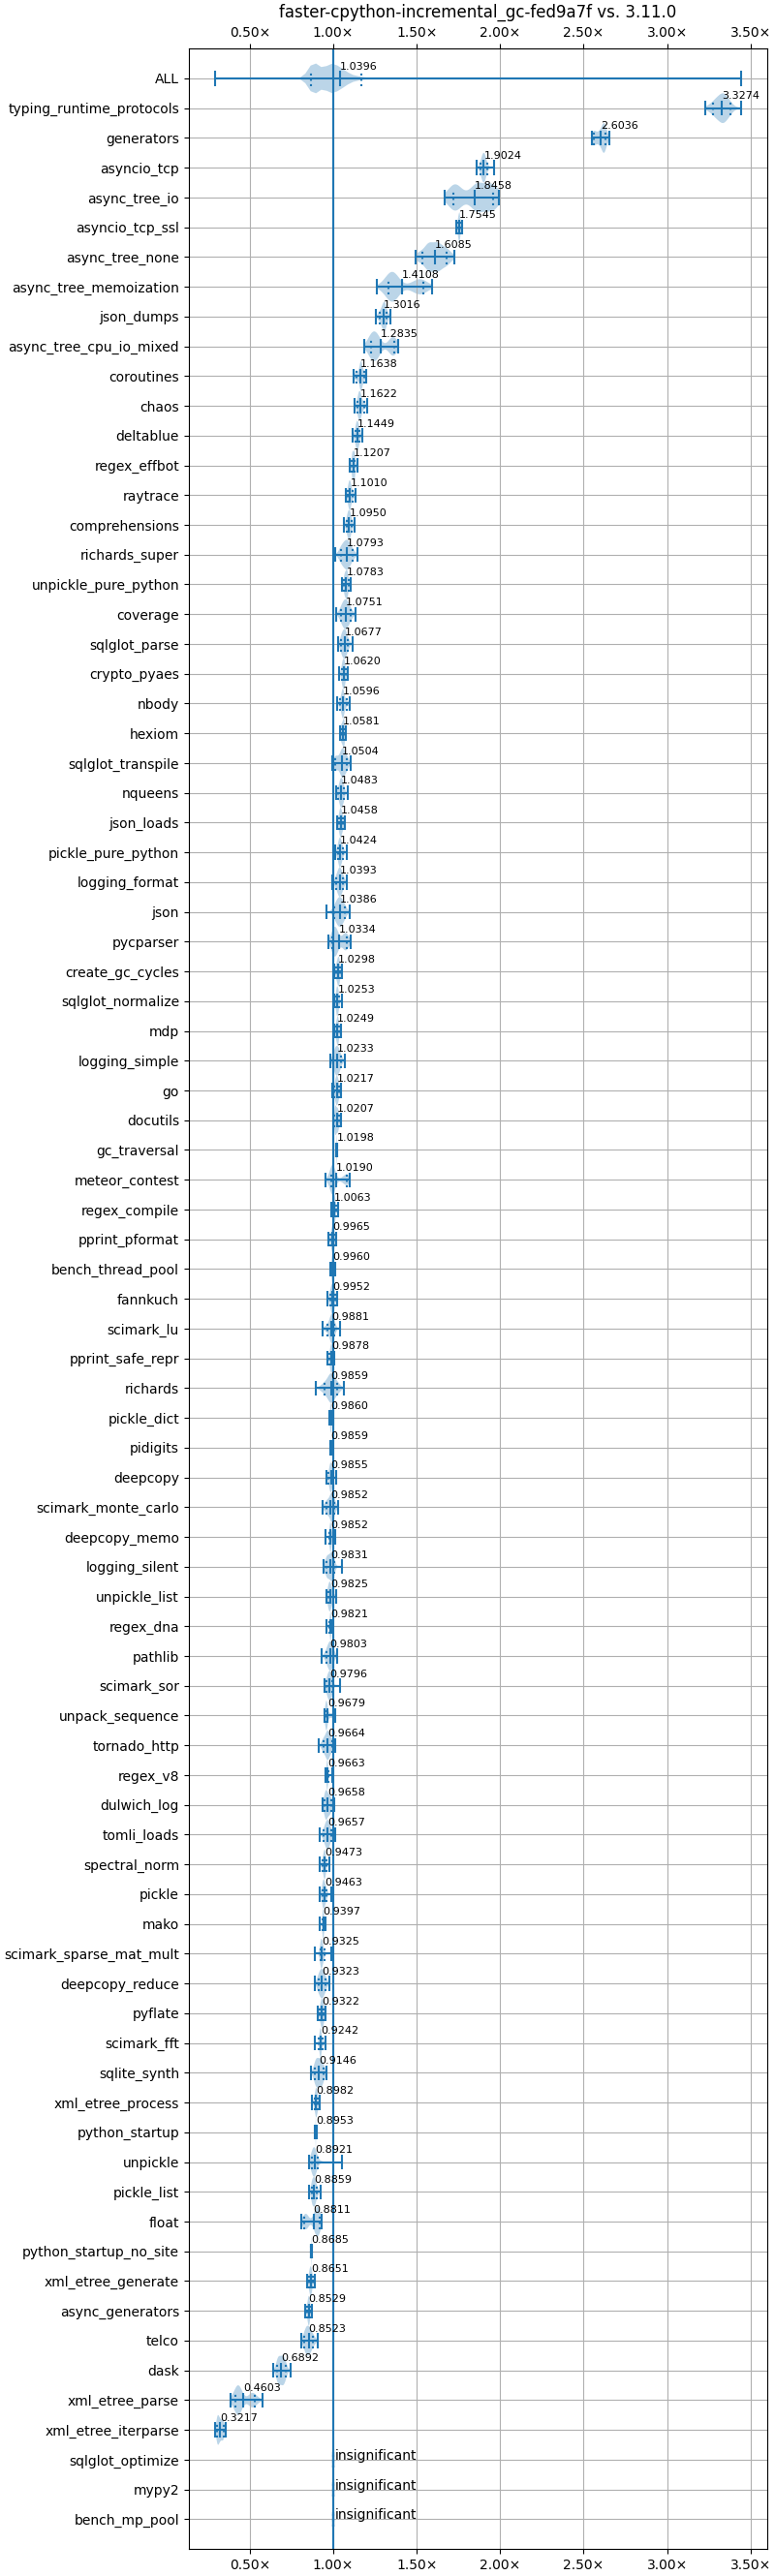 faster-cpython-incremental_gc-fed9a7f vs. 3.11.0
0.50× 1.00× 1.50× 2.00× 2.50× 3.00× 3.50×
ALL 1.0396
typing_runtime_protocols 3.3274
generators 2.6036
asyncio_tcp 1.9024
async_tree_io 1.8458
asyncio_tcp_ssl 1.7545
async_tree_none 1.6085
async_tree_memoization 1.4108
json_dumps 1.3016
async_tree_cpu_io_mixed 1.2835
coroutines 1.1638
chaos 1.1622
deltablue 1.1449
regex_effbot 1.1207
raytrace 1.1010
comprehensions 1.0950
richards_super 1.0793
unpickle_pure_python 1.0783
coverage 1.0751
sqlglot_parse 1.0677
crypto_pyaes 1.0620
nbody 1.0596
hexiom 1.0581
sqlglot_transpile 1.0504
nqueens 1.0483
json_loads 1.0458
pickle_pure_python 1.0424
logging_format 1.0393
json 1.0386
pycparser 1.0334
create_gc_cycles 1.0298
sqlglot_normalize 1.0253
mdp 1.0249
logging_simple 1.0233
go 1.0217
docutils 1.0207
gc_traversal 1.0198
meteor_contest 1.0190
regex_compile 1.0063
pprint_pformat 0.9965
bench_thread_pool 0.9960
fannkuch 0.9952
scimark_lu 0.9881
pprint_safe_repr 0.9878
richards 0.9859
pickle_dict 0.9860
pidigits 0.9859
deepcopy 0.9855
scimark_monte_carlo 0.9852
deepcopy_memo 0.9852
logging_silent 0.9831
unpickle_list 0.9825
regex_dna 0.9821
pathlib 0.9803
scimark_sor 0.9796
unpack_sequence 0.9679
tornado_http 0.9664
regex_v8 0.9663
dulwich_log 0.9658
tomli_loads 0.9657
spectral_norm 0.9473
pickle 0.9463
mako 0.9397
scimark_sparse_mat_mult 0.9325
deepcopy_reduce 0.9323
pyflate 0.9322
scimark_fft 0.9242
sqlite_synth 0.9146
xml_etree_process 0.8982
python_startup 0.8953
unpickle 0.8921
pickle_list 0.8859
float 0.8811
python_startup_no_site 0.8685
xml_etree_generate 0.8651
async_generators 0.8529
telco 0.8523
dask 0.6892
xml_etree_parse 0.4603
xml_etree_iterparse 0.3217
sqlglot_optimize insignificant
mypy2 insignificant
bench_mp_pool insignificant
0.50× 1.00× 1.50× 2.00× 2.50× 3.00× 3.50×